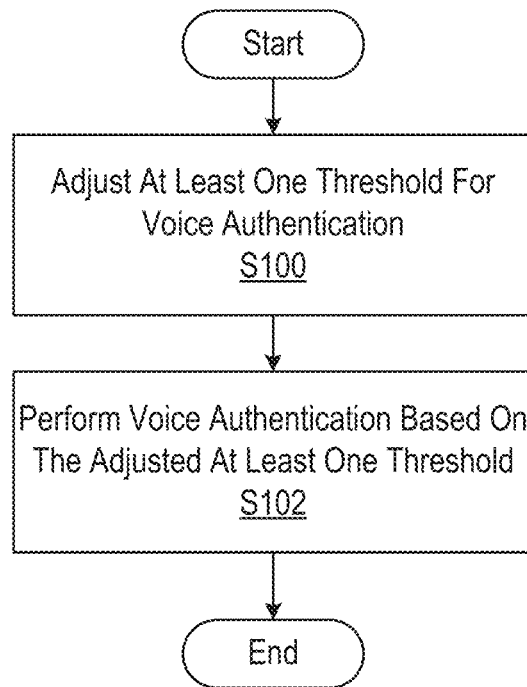 Start
Adjust At Least One Threshold For
Voice Authentication
S100
Perform Voice Authentication Based On
The Adjusted At Least One Threshold
S102
End